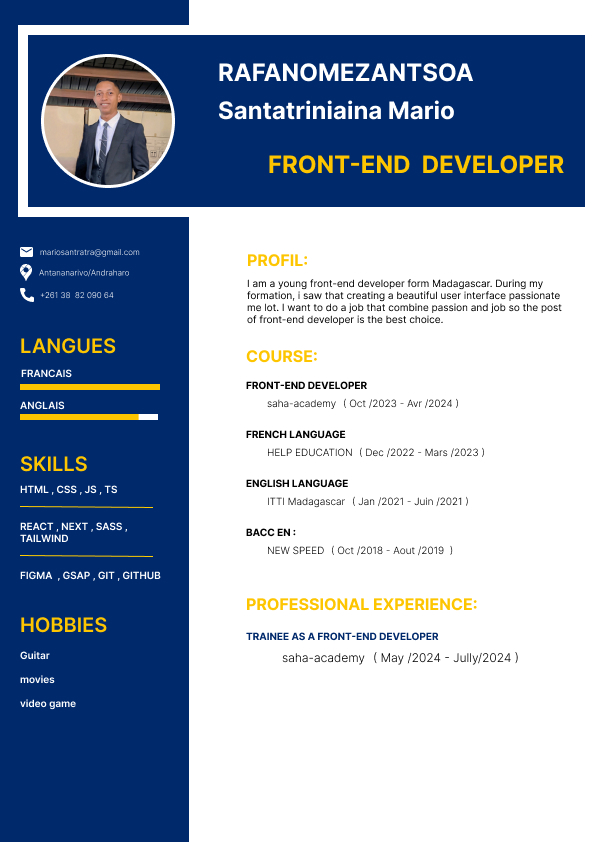 RAFANOMEZANTSOA
Santatriniaina Mario
FRONT-END DEVELOPER
mariosantratra@gmail.com
Antananarivo/Andraharo
+261 38 82 090 64
LANGUES
FRANCAIS
ANGLAIS
SKILLS
HTML , CSS , JS , TS
REACT , NEXT , SASS ,
TAILWIND
FIGMA , GSAP , GIT , GITHUB
HOBBIES
Guitar
movies
video game
PROFIL:
I am a young front-end developer form Madagascar. During my
formation, i saw that creating a beautiful user interface passionate
me lot. I want to do a job that combine passion and job so the post
of front-end developer is the best choice.
COURSE:
FRONT-END DEVELOPER
saha-academy ( Oct /2023 - Avr /2024 )
FRENCH LANGUAGE
HELP EDUCATION ( Dec /2022 - Mars /2023 )
ENGLISH LANGUAGE
ITTI Madagascar ( Jan /2021 - Juin /2021 )
BACC EN :
NEW SPEED ( Oct /2018 - Aout /2019 )
PROFESSIONAL EXPERIENCE:
TRAINEE AS A FRONT-END DEVELOPER
saha-academy ( May /2024 - Jully/2024 )